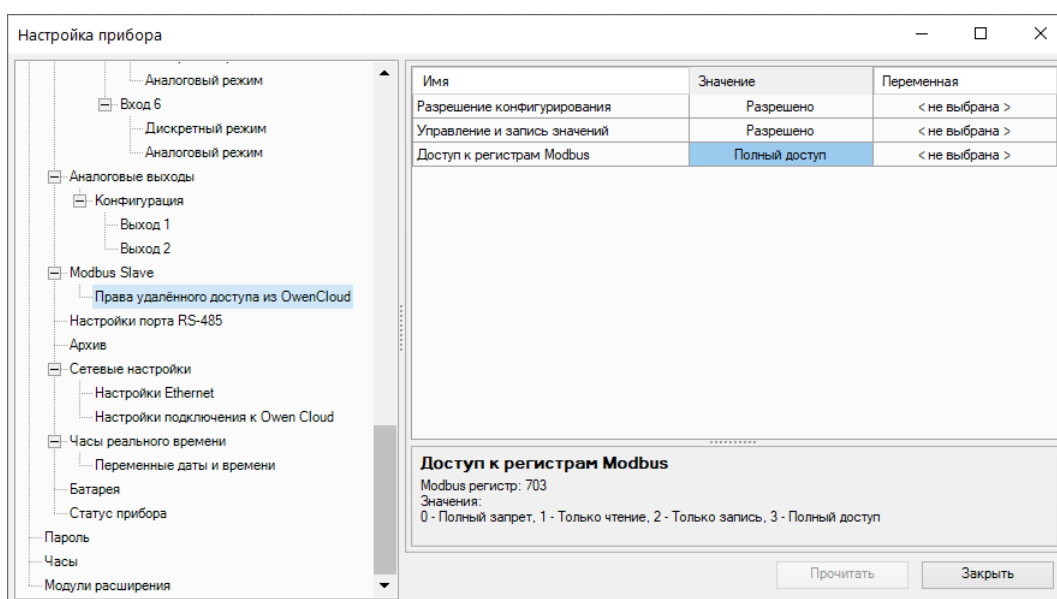 Настройка прибора
Аналоговый режим
Вход 6
Дискретный режим
Аналоговый режим
Аналоговые выходы
Конфигурация
Выход 1
Выход 2
Modbus Slave
Права удалённого доступа из OwenCloud
Настройки порта RS-485
Архив
Сетевые настройки
Настройки Ethernet
Настройки подключения к Owen Cloud
Часы реального времени
Переменные даты и времени
Батарея
Статус прибора
Пароль
Часы
Модули расширения
Имя Значение Переменная
Разрешение конфигурирования Разрешено < не выбрана >
Управление и запись значений Разрешено < не выбрана >
Доступ к регистрам Modbus Полный доступ < не выбрана >
Доступ к регистрам Modbus
Modbus регистр: 703
Значения:
0 - Полный запрет, 1 - Только чтение, 2 - Только запись, 3 - Полный доступ
Прочитать Закрыть